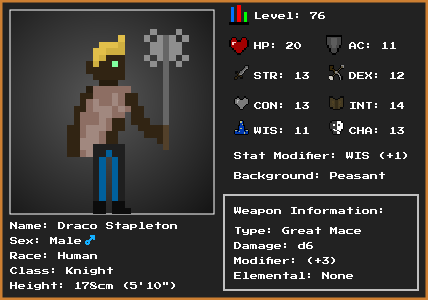 Level: 76
HP: 20
AC: 11
STR: 13
DEX: 12
CON: 13
INT: 14
WIS: 11
CHA: 13
Stat Modifier: WIS (+1)
Background: Peasant
Name: Draco Stapleton
Sex: Male♂
Race: Human
Class: Knight
Height: 178cm (5'10")
Weapon Information:
Type: Great Mace
Damage: d6
Modifier: (+3)
Elemental: None